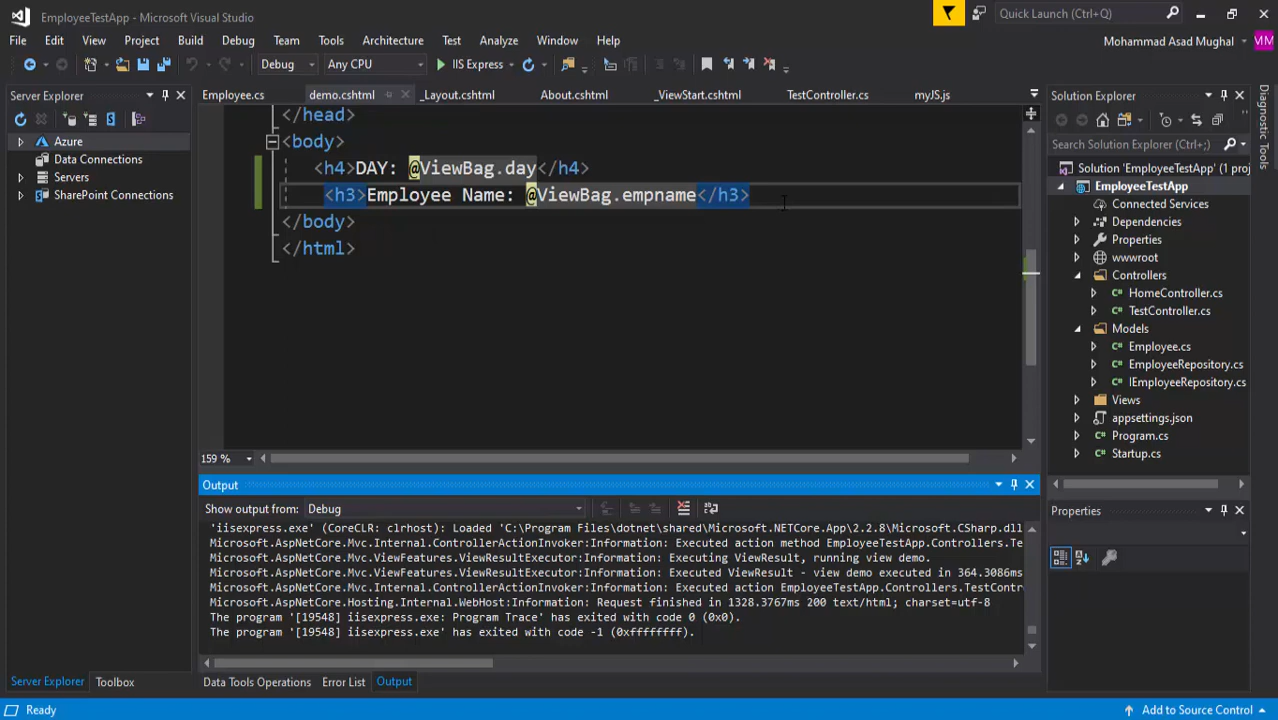 EmployeeTestApp - Microsoft Visual Studio
Quick Launch (Ctrl+Q)
File Edit View Project Build Debug Team Tools Architecture Test Analyze Window Help
Mohammad Asad Mughal
MM
Debug Any CPU IIS Express
Server Explorer
Azure
Data Connections
Servers
SharePoint Connections
Employee.cs demo.cshtml _Layout.cshtml About.cshtml _ViewStart.cshtml TestController.cs myJS.js
</head>
<body>
<h4>DAY: @ViewBag.day</h4>
<h3>Employee Name: @ViewBag.empname</h3>
</body>
</html>
159 %
Output
Show output from: Debug
'iisexpress.exe' (CoreCLR: clrhost): Loaded 'C:\Program Files\dotnet\shared\Microsoft.NETCore.App\2.2.8\Microsoft.CSharp.dll
Microsoft.AspNetCore.Mvc.Internal.ControllerActionInvoker:Information: Executed action method EmployeeTestApp.Controllers.Te
Microsoft.AspNetCore.Mvc.ViewFeatures.ViewResultExecutor:Information: Executing ViewResult, running view demo.
Microsoft.AspNetCore.Mvc.ViewFeatures.ViewResultExecutor:Information: Executed ViewResult - view demo executed in 364.3086ms
Microsoft.AspNetCore.Mvc.Internal.ControllerActionInvoker:Information: Executed action EmployeeTestApp.Controllers.TestContr
Microsoft.AspNetCore.Hosting.Internal.WebHost:Information: Request finished in 1328.3767ms 200 text/html; charset=utf-8
The program '[19548] iisexpress.exe: Program Trace' has exited with code 0 (0x0).
The program '[19548] iisexpress.exe' has exited with code -1 (0xffffffff).
Solution Explorer
Search Solution Explorer (Ctrl+;)
Solution 'EmployeeTestApp' (1 proj
EmployeeTestApp
Connected Services
Dependencies
Properties
wwwroot
Controllers
HomeController.cs
TestController.cs
Models
Employee.cs
EmployeeRepository.cs
IEmployeeRepository.cs
Views
appsettings.json
Program.cs
Startup.cs
Properties
Diagnostic Tools
Server Explorer Toolbox
Data Tools Operations Error List Output
Ready
Add to Source Control